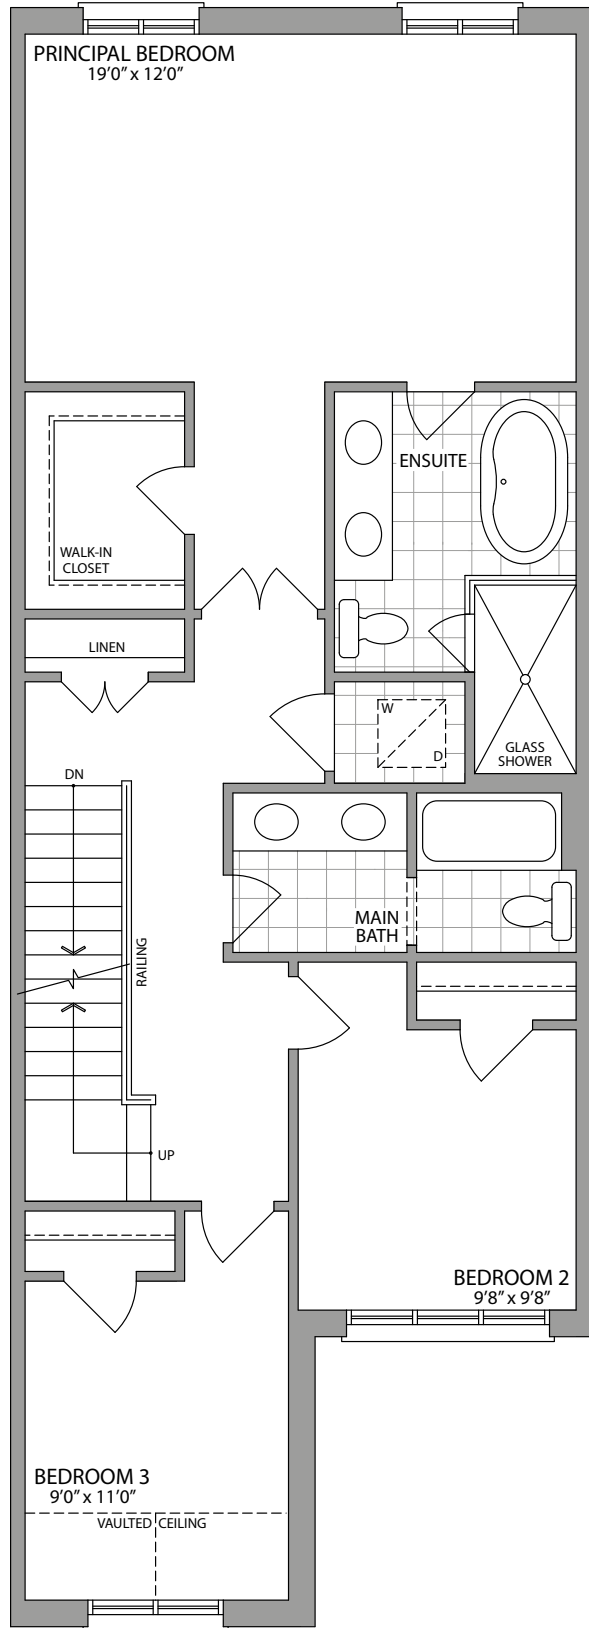 PRINCIPAL BEDROOM
19'0" x 12'0"
ENSUITE
WALK-IN
CLOSET
LINEN
W
D
GLASS
SHOWER
DN
MAIN
BATH
RAILING
UP
BEDROOM 2
9'8" x 9'8"
BEDROOM 3
9'0" x 11'0"
VAULTED CEILING